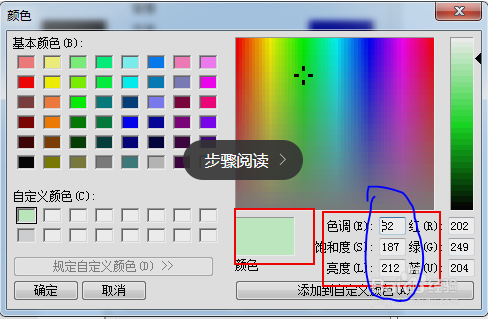 颜色
基本颜色(B):
步骤阅读 >
自定义颜色(C):
规定自定义颜色(D) >>
确定
取消
颜色
色调(E): 红(R): 202
饱和度(S): 187 绿(G): 249
亮度(L): 212 蓝(U): 204
添加到自定义颜色(A)